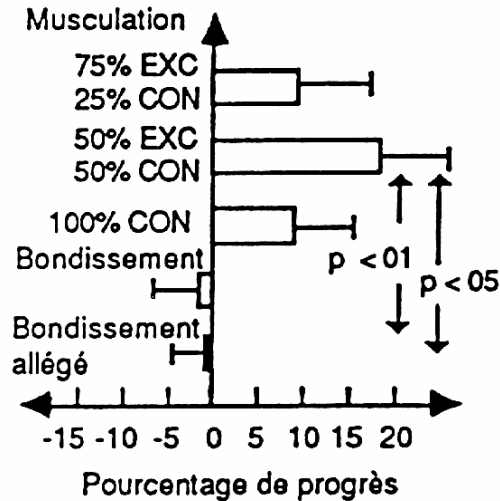 Musculation
75% EXC
25% CON
50% EXC
50% CON
100% CON
Bondissement
Bondissement
allégé
p <01
p <05
-15 -10 -5 0 5 10 15 20
Pourcentage de progrès